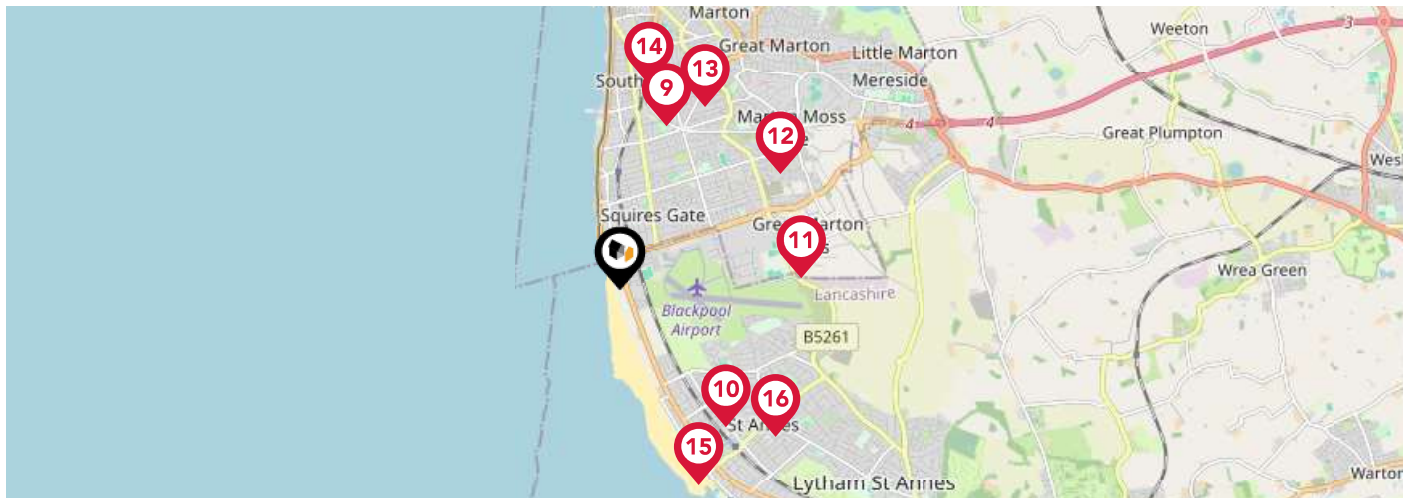 Marton
Weeton
3
14
Great Marton
Little Marton
South
13
Mereside
9
Marton Moss
4
4
Great Plumpton
12
Squires Gate
Great Marton
11
Wrea Green
Lancashire
Blackpool
Airport
B5261
10
16
St Annes
15
Warton
Lytham St Annes